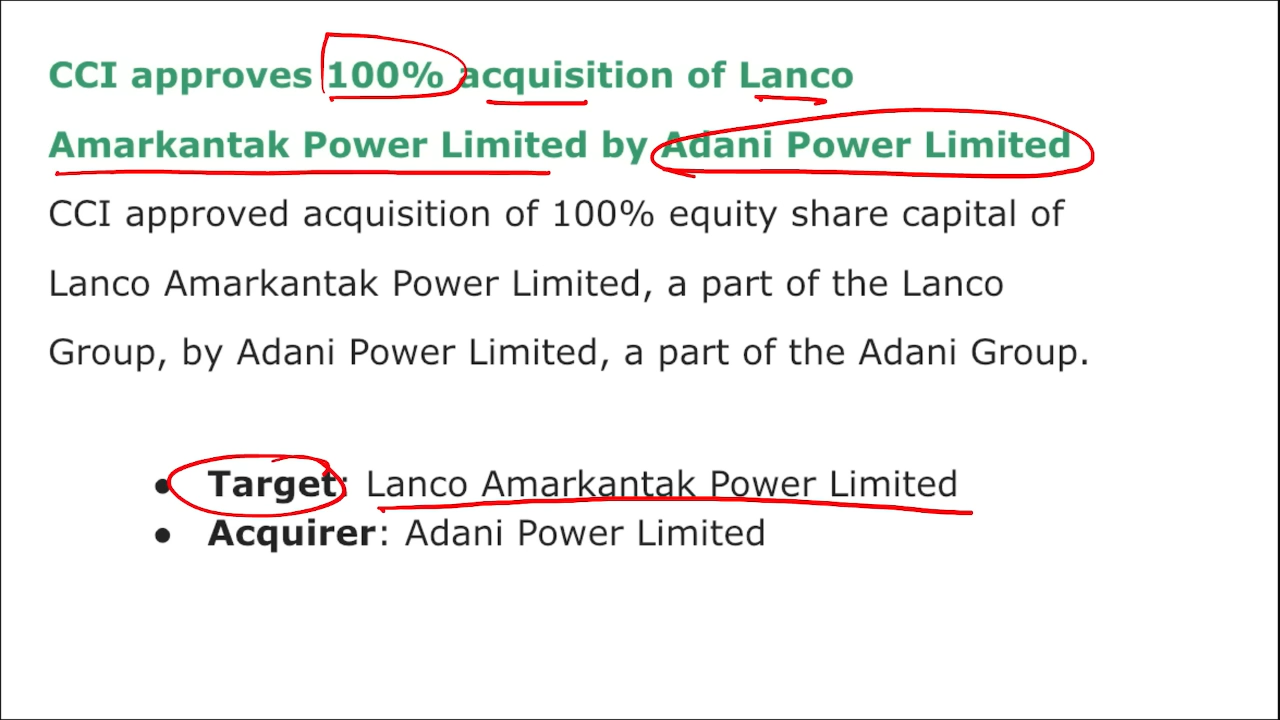 CCI approves 100% acquisition of Lanco
Amarkantak Power Limited by Adani Power Limited
CCI approved acquisition of 100% equity share capital of
Lanco Amarkantak Power Limited, a part of the Lanco
Group, by Adani Power Limited, a part of the Adani Group.
● Target: Lanco Amarkantak Power Limited
● Acquirer: Adani Power Limited